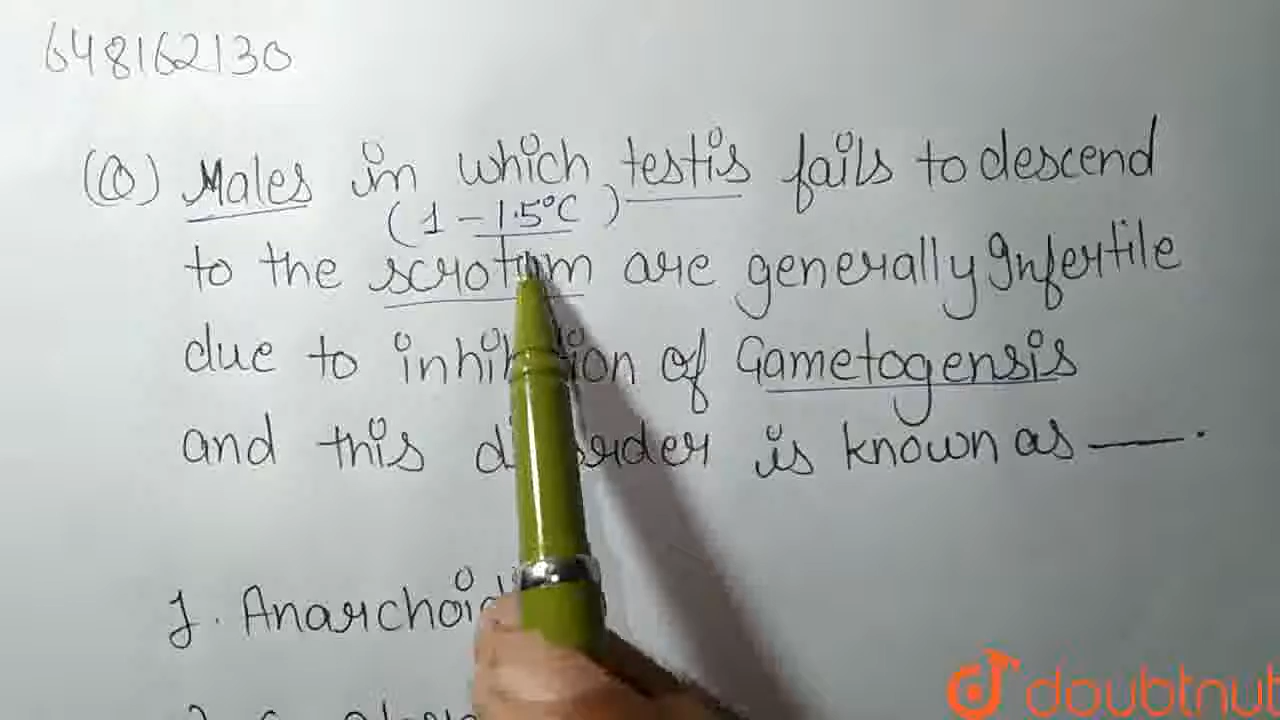 648162130
(Q) Males in which testis fails to descend
(1 - 1.5°C)
to the scrotum are generally Infertile
due to inhibition of Gametogensis
and this disorder is known as —.
1. Anarchoid
doubtnut